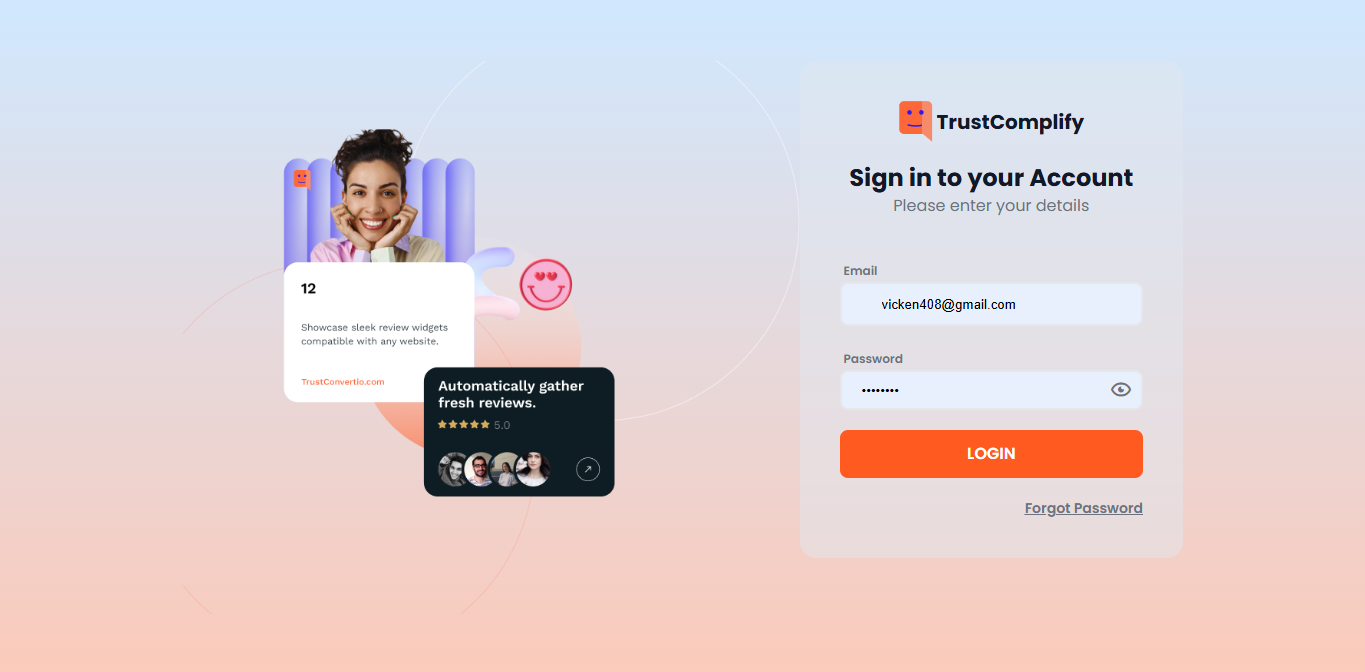 12
Showcase sleek review widgets
compatible with any website.
TrustConvertio.com
Automatically gather
fresh reviews.
5.0
TrustComplify
Sign in to your Account
Please enter your details
Email
vicken408@gmail.com
Password
••••••••
LOGIN
Forgot Password